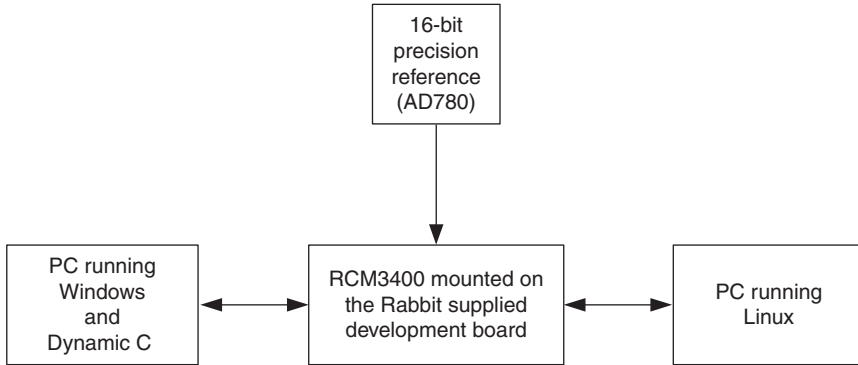 16-bit
precision
reference
(AD780)
PC running
Windows
and
Dynamic C
RCM3400 mounted on
the Rabbit supplied
development board
PC running
Linux